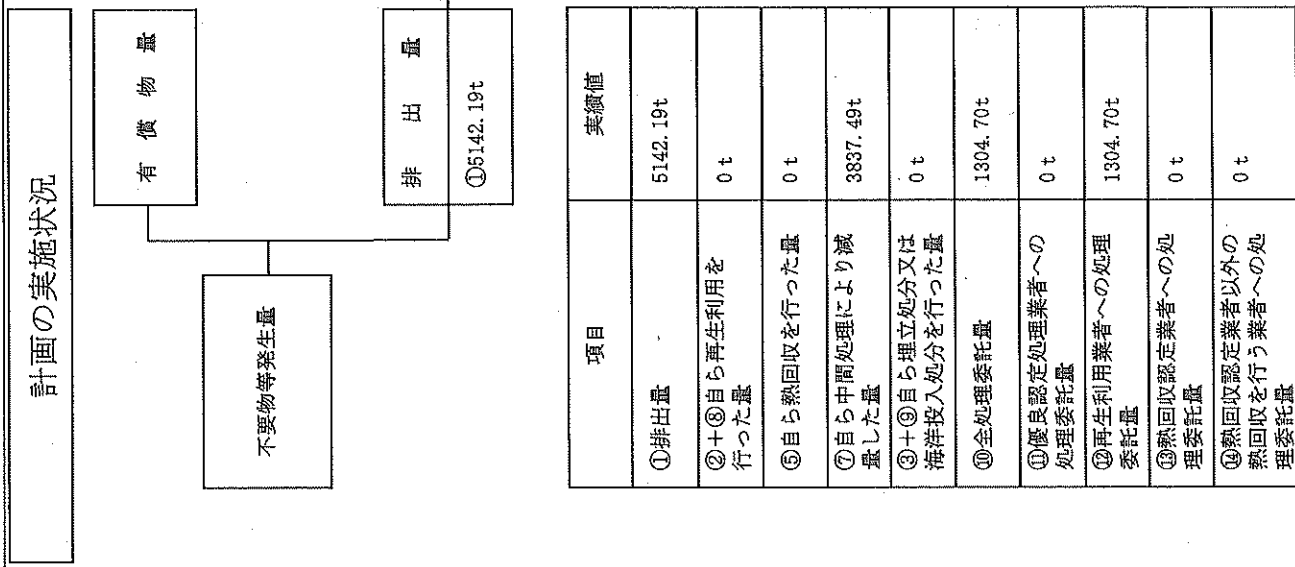 計画の実施状況
有償物量
不要物等発生量
排出量
①5142.19t
項目
実績値
①排出量
5142.19t
②+⑧自ら再生利用を
行った量
0 t
⑤自ら熱回収を行った量
0 t
⑦自ら中間処理により減
量した量
3837.49t
③+⑨自ら埋立処分又は
海洋投入処分を行った量
0 t
⑩全処理委託量
1304.70t
⑪優良認定処理業者への
処理委託量
0 t
⑫再生利用業者への処理
委託量
1304.70t
⑬熱回収認定業者への処
理委託量
0 t
⑭熱回収認定業者以外の
熱回収を行う業者への処
理委託量
0 t